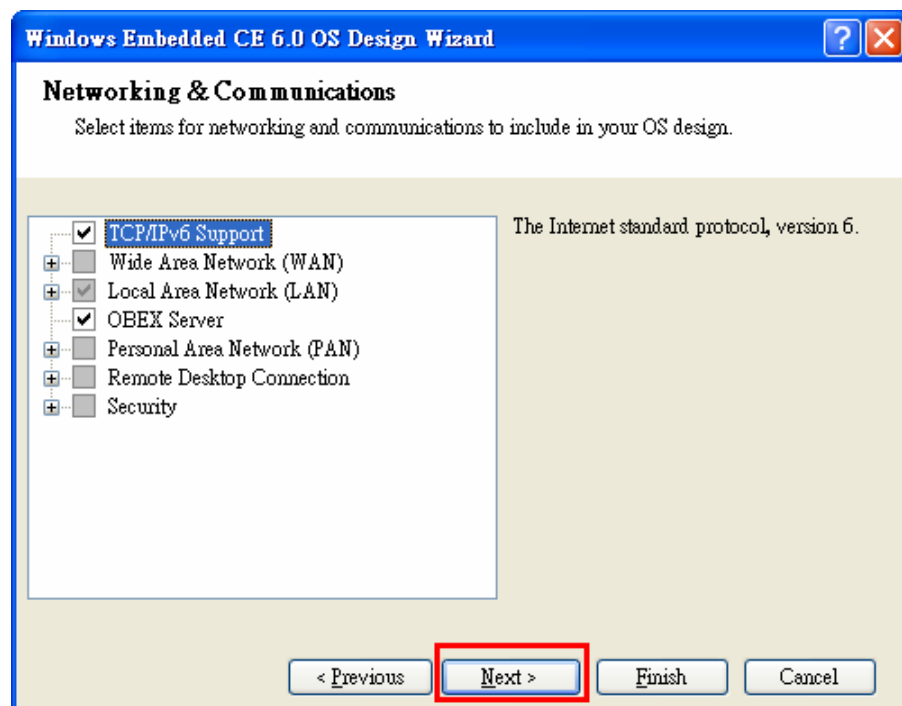 Windows Embedded CE 6.0 OS Design Wizard
Networking & Communications
Select items for networking and communications to include in your OS design.
TCP/IPv6 Support
Wide Area Network (WAN)
Local Area Network (LAN)
OBEX Server
Personal Area Network (PAN)
Remote Desktop Connection
Security
The Internet standard protocol, version 6.
< Previous
Next >
Finish
Cancel